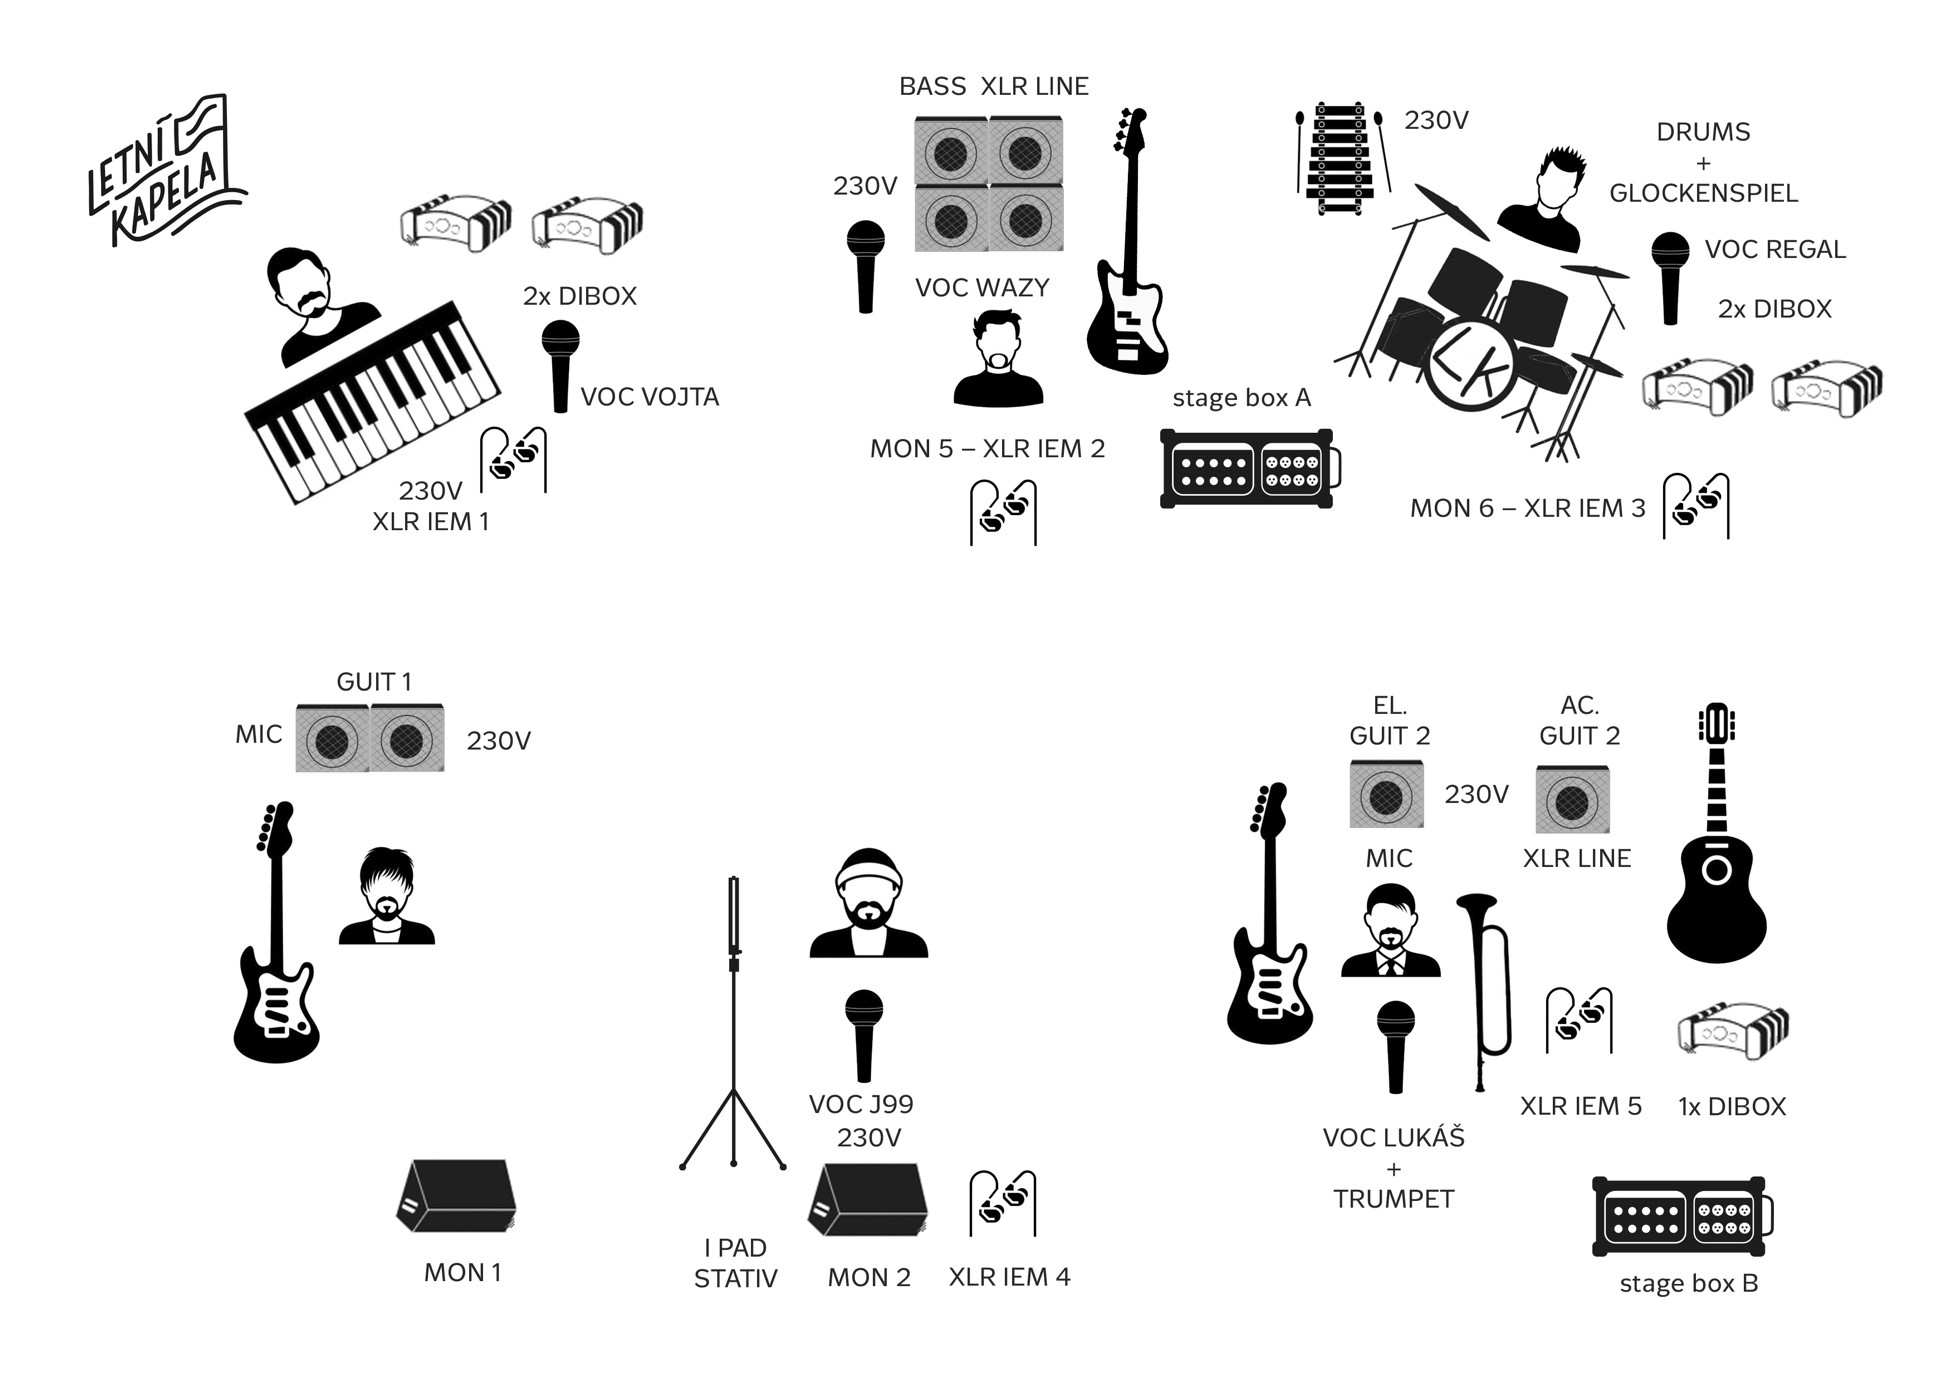 LETNÍ
KAPELA
2x DIBOX
VOC VOJTA
230V
XLR IEM 1
BASS XLR LINE
230V
VOC WAZY
MON 5 – XLR IEM 2
stage box A
230V
DRUMS
+
GLOCKENSPIEL
VOC REGAL
2x DIBOX
LK
MON 6 – XLR IEM 3
GUIT 1
MIC
230V
MON 1
VOC J99
230V
I PAD
STATIV
MON 2
XLR IEM 4
EL.
GUIT 2
230V
MIC
AC.
GUIT 2
XLR LINE
VOC LUKÁŠ
+
TRUMPET
XLR IEM 5
1x DIBOX
stage box B